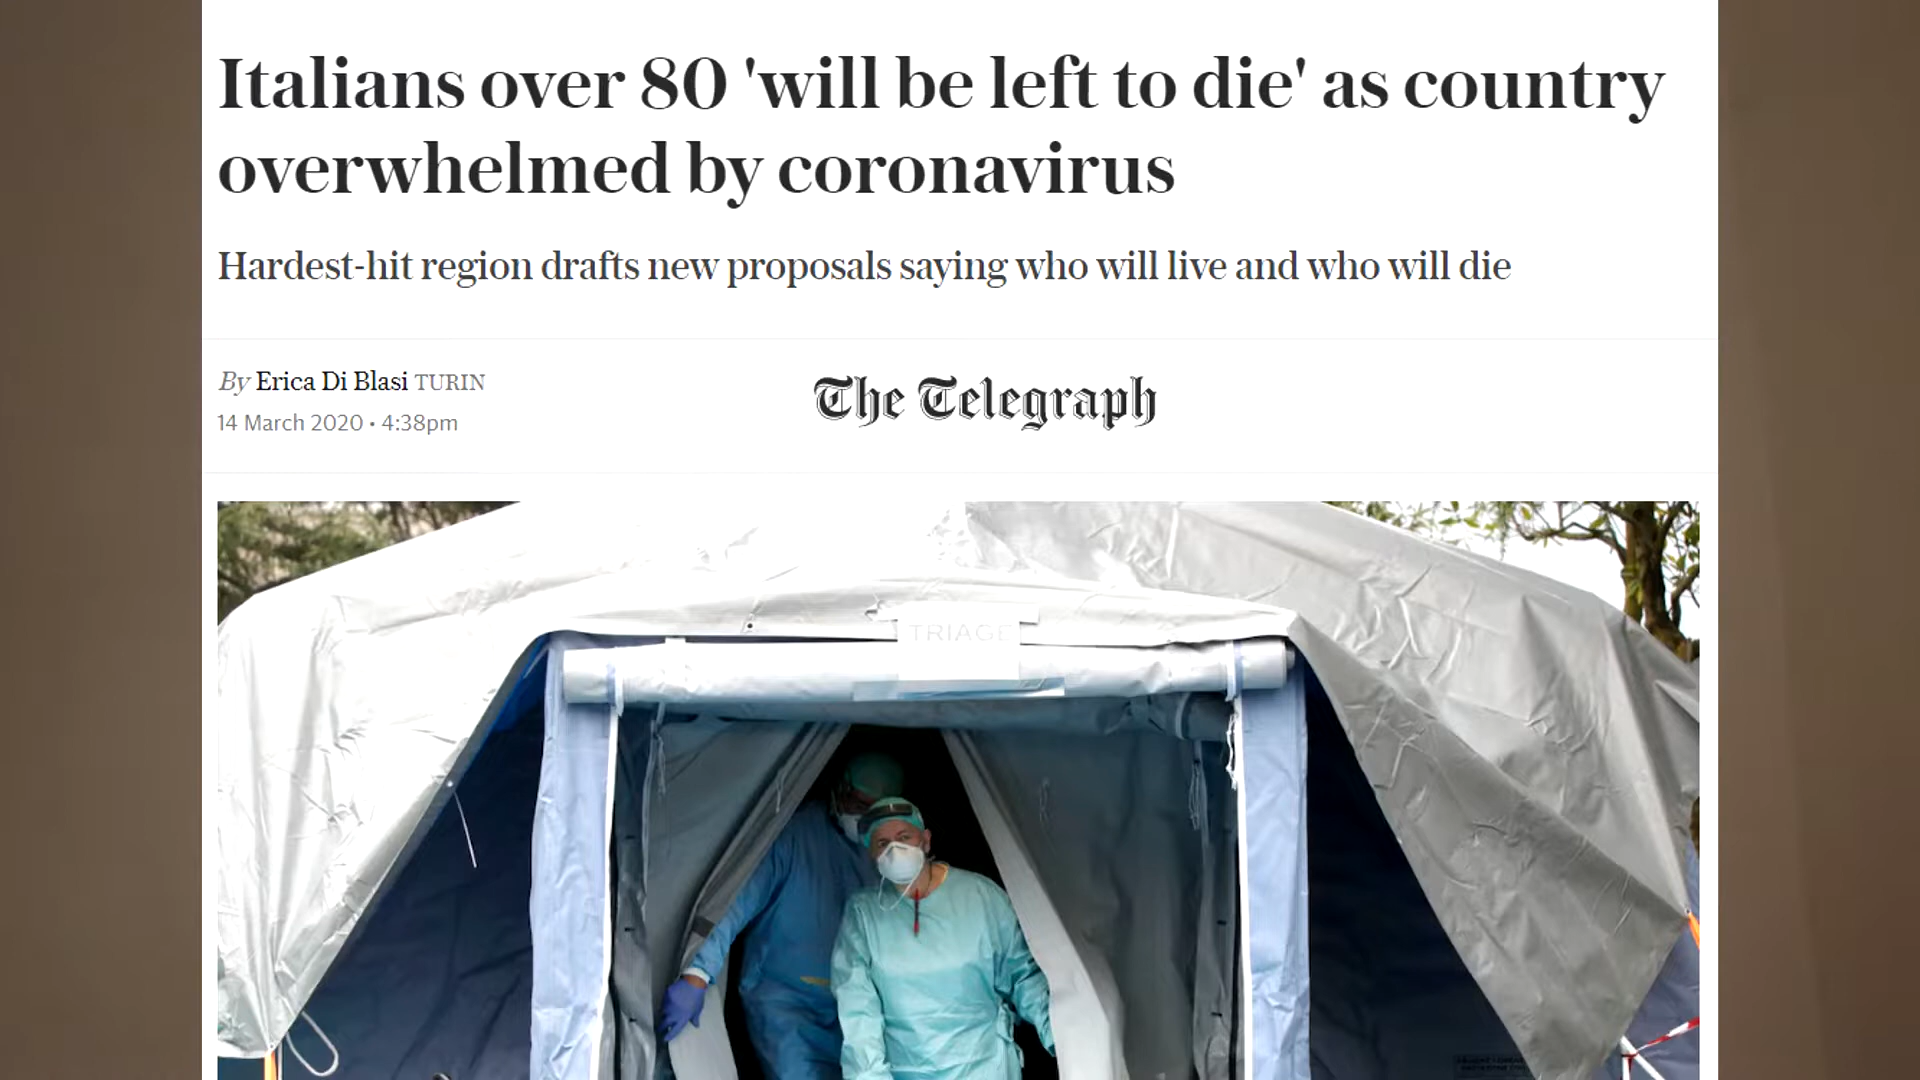 Italians over 80 'will be left to die' as country
overwhelmed by coronavirus
Hardest-hit region drafts new proposals saying who will live and who will die
By Erica Di Blasi TURIN
14 March 2020 • 4:38pm
The Telegraph
TRIAGE